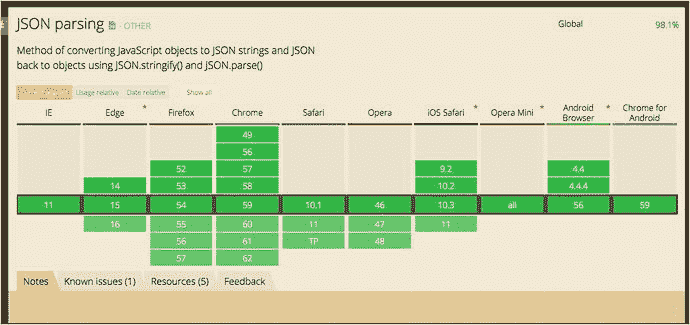 JSON parsing - OTHER
Global 98.1%
Method of converting JavaScript objects to JSON strings and JSON
back to objects using JSON.stringify() and JSON.parse()
Usage relative Date relative Show all
IE Edge * Firefox Chrome Safari Opera iOS Safari * Opera Mini * Android Browser * Chrome for Android
49
56
52 57 9.2 4.4
14 53 58 10.2 4.4.4
11 15 54 59 10.1 46 10.3 all 56 59
16 55 60 11 47 11
56 61 TP 48
57 62
Notes Known issues (1) Resources (5) Feedback